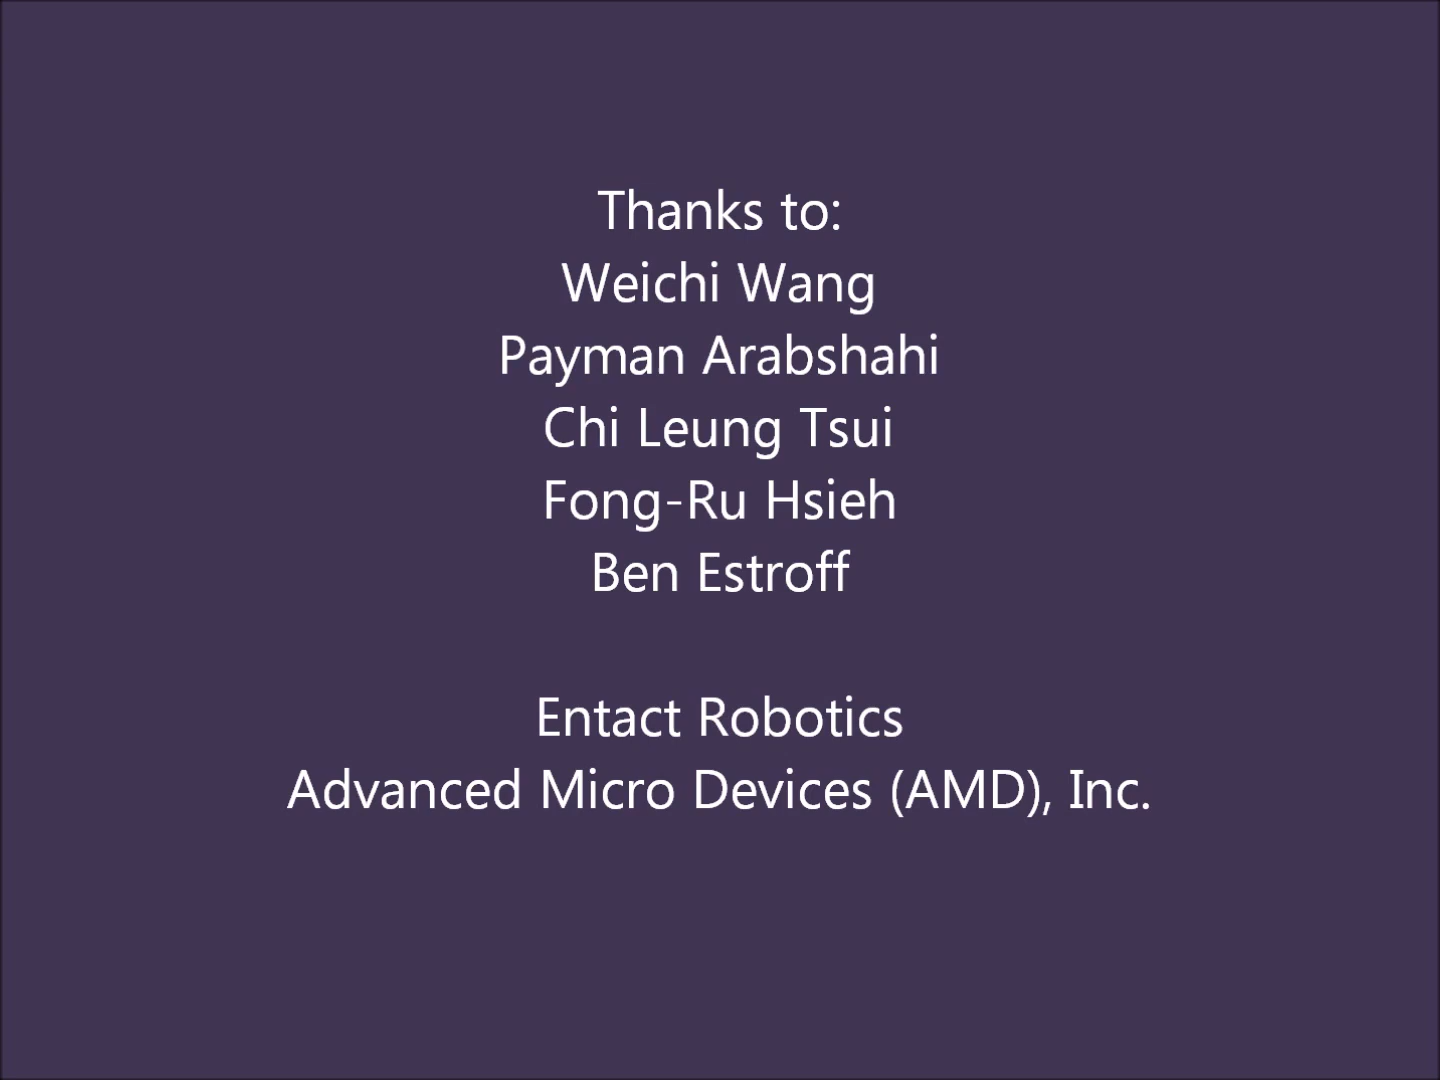 Thanks to:
Weichi Wang
Payman Arabshahi
Chi Leung Tsui
Fong-Ru Hsieh
Ben Estroff
Entact Robotics
Advanced Micro Devices (AMD), Inc.